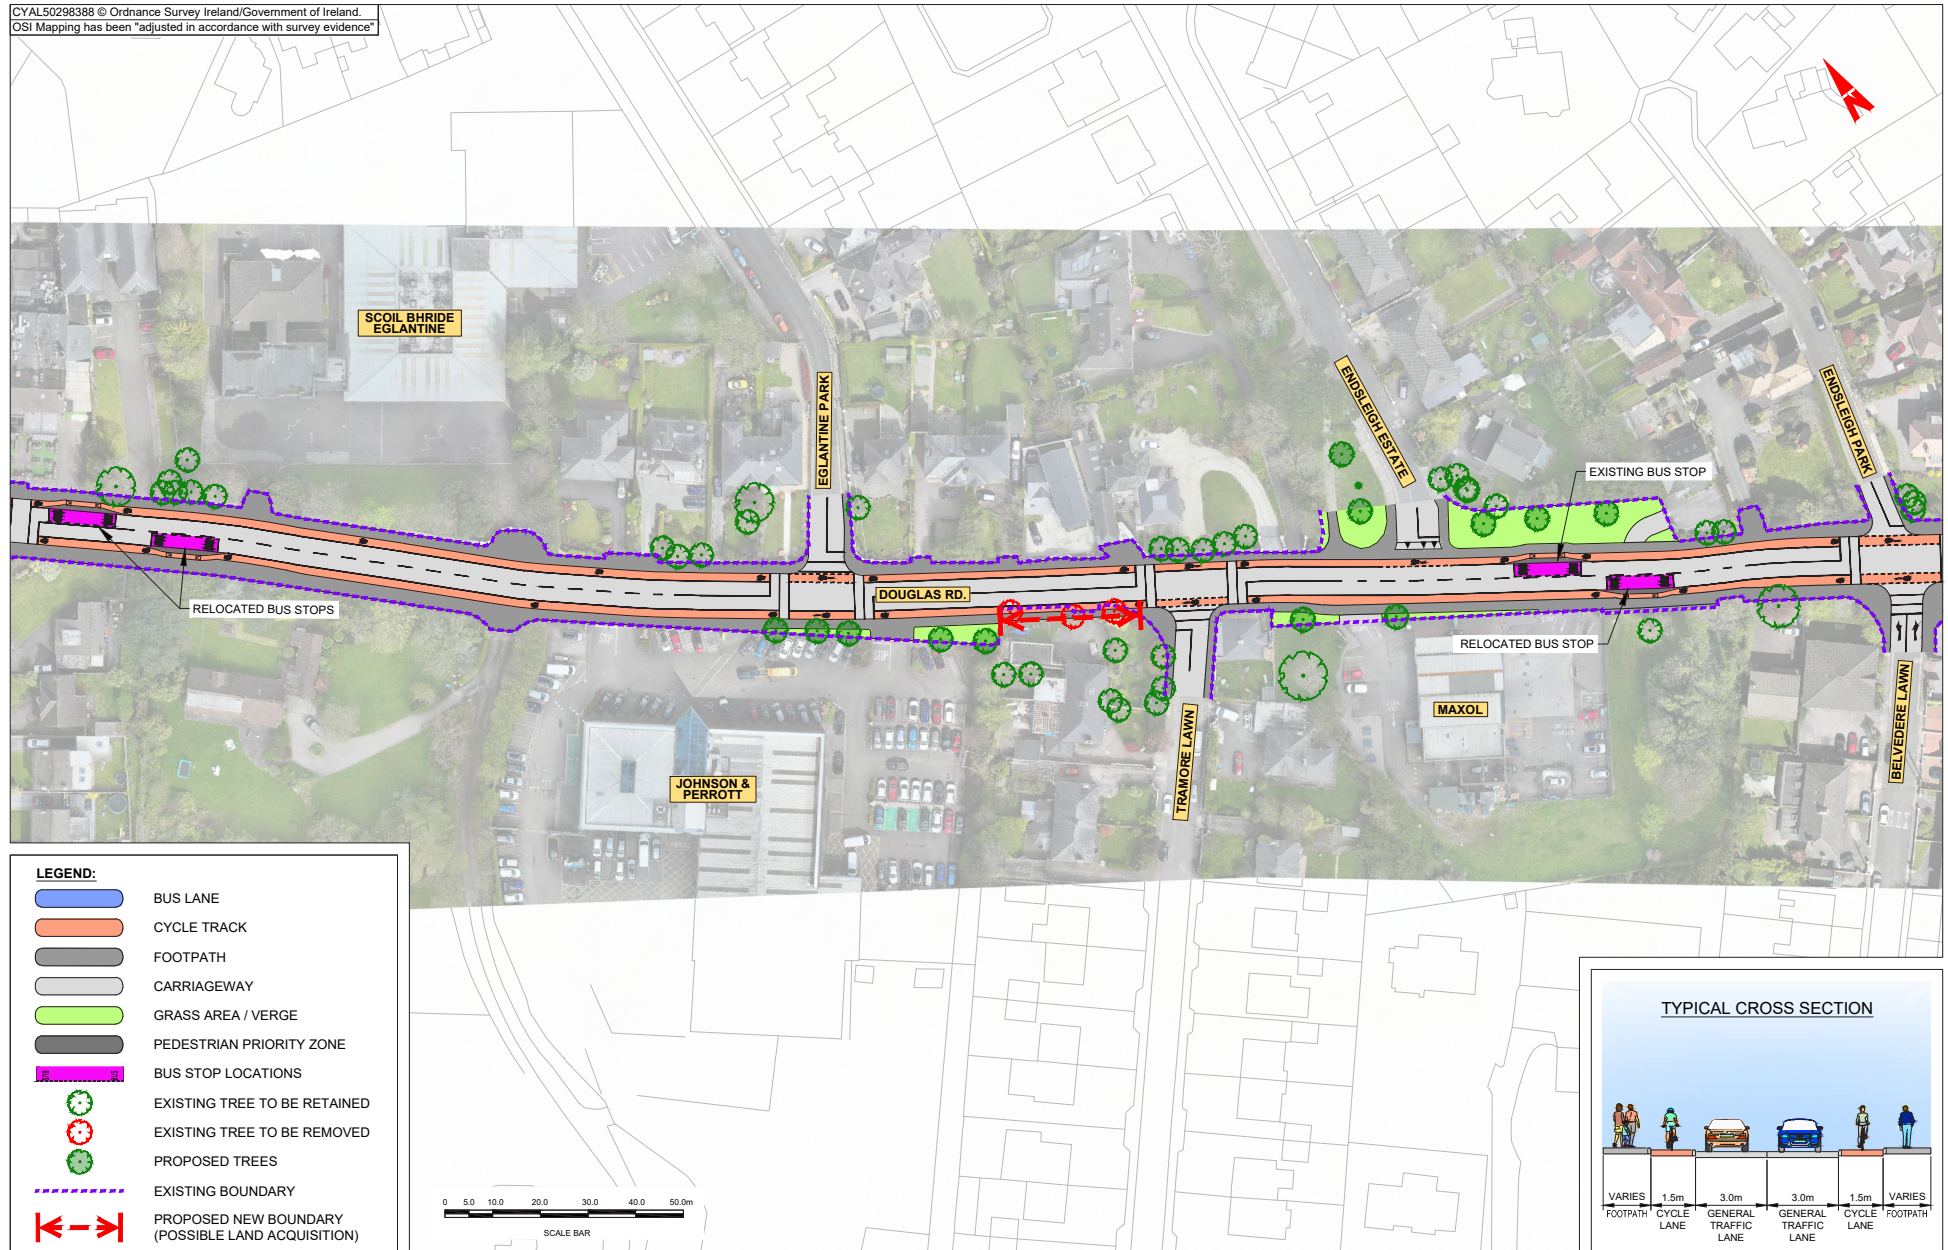 CYAL50298388 © Ordnance Survey Ireland/Government of Ireland.
OSI Mapping has been "adjusted in accordance with survey evidence"
N
SCOIL BHRIDE
EGLANTINE
EGLANTINE PARK
ENDSLEIGH ESTATE
ENDSLEIGH PARK
EXISTING BUS STOP
RELOCATED BUS STOPS
DOUGLAS RD.
RELOCATED BUS STOP
MAXOL
JOHNSON &
PERROTT
TRAMORE LAWN
BELVEDERE LAWN
STOP
LEGEND:
BUS LANE
CYCLE TRACK
FOOTPATH
CARRIAGEWAY
GRASS AREA / VERGE
PEDESTRIAN PRIORITY ZONE
BUS STOP LOCATIONS
EXISTING TREE TO BE RETAINED
EXISTING TREE TO BE REMOVED
PROPOSED TREES
EXISTING BOUNDARY
PROPOSED NEW BOUNDARY
(POSSIBLE LAND ACQUISITION)
0 5.0 10.0 20.0 30.0 40.0 50.0m
SCALE BAR
TYPICAL CROSS SECTION
VARIES 1.5m 3.0m 3.0m 1.5m VARIES
FOOTPATH CYCLE GENERAL GENERAL CYCLE FOOTPATH
LANE TRAFFIC TRAFFIC LANE
LANE LANE